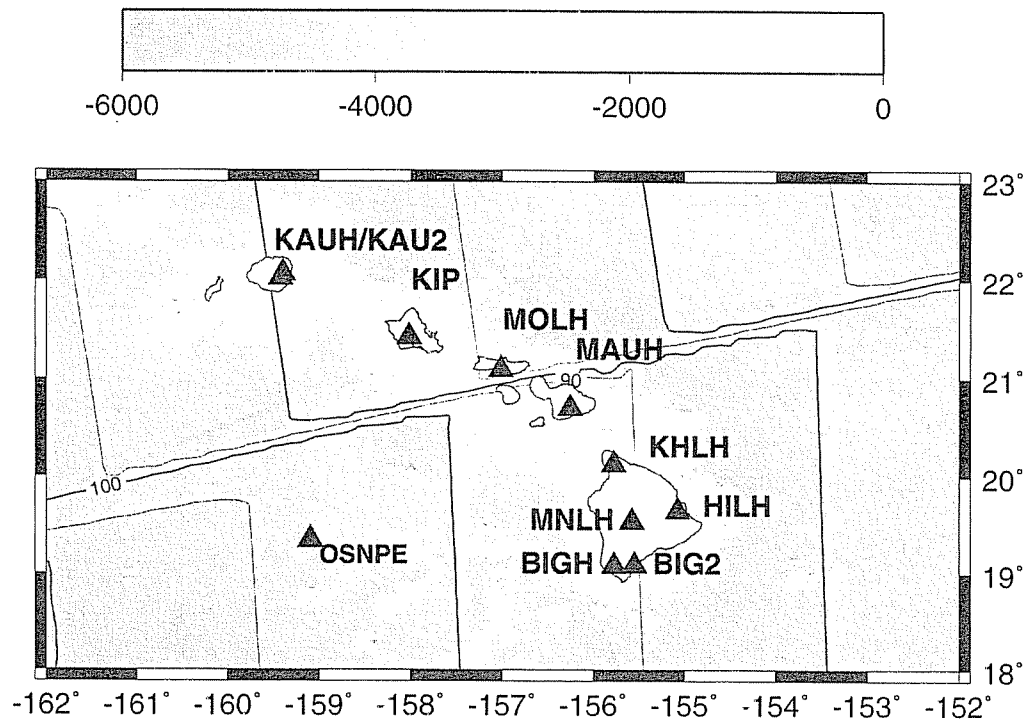 -6000 -4000 -2000 0
23°
KAUH/KAU2
KIP
22°
MOLH
MAUH
90
21°
KHLH
100
20°
HILH
MNLH
OSNPE
BIGH BIG2
19°
18°
-162° -161° -160° -159° -158° -157° -156° -155° -154° -153° -152°